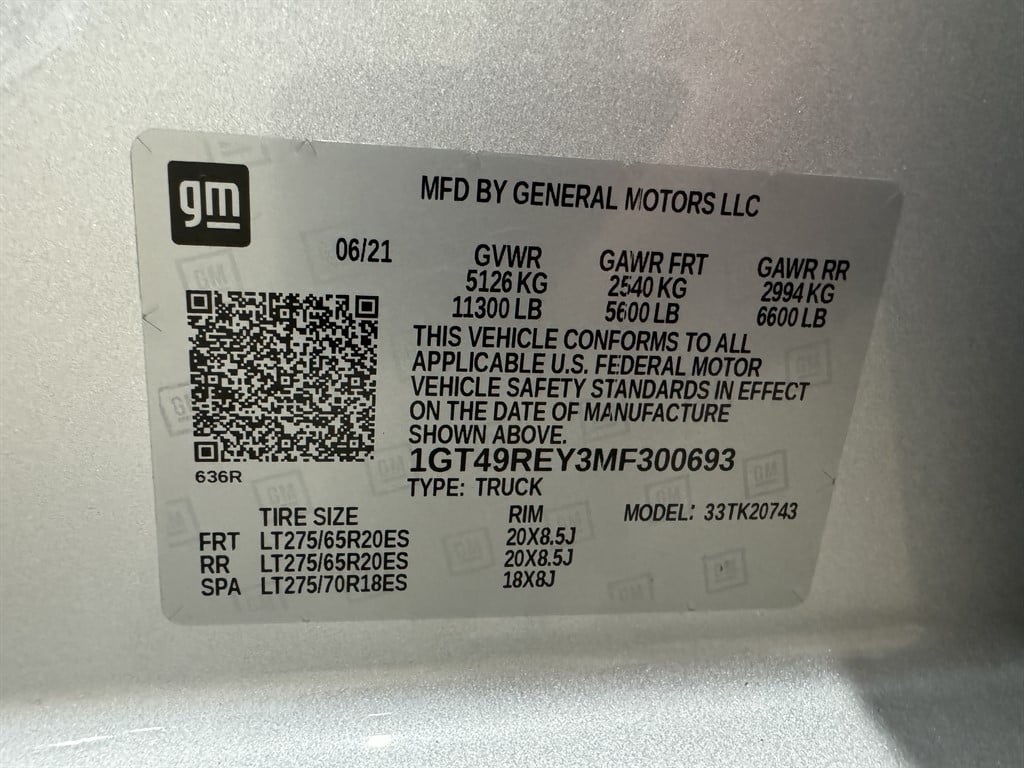 gm
MFD BY GENERAL MOTORS LLC
06/21 GVWR GAWR FRT GAWR RR
5126 KG 2540 KG 2994 KG
11300 LB 5600 LB 6600 LB
THIS VEHICLE CONFORMS TO ALL
APPLICABLE U.S. FEDERAL MOTOR
VEHICLE SAFETY STANDARDS IN EFFECT
ON THE DATE OF MANUFACTURE
SHOWN ABOVE.
1GT49REY3MF300693
636R
TYPE: TRUCK
TIRE SIZE RIM MODEL: 33TK20743
FRT LT275/65R20ES 20X8.5J
RR LT275/65R20ES 20X8.5J
SPA LT275/70R18ES 18X8J